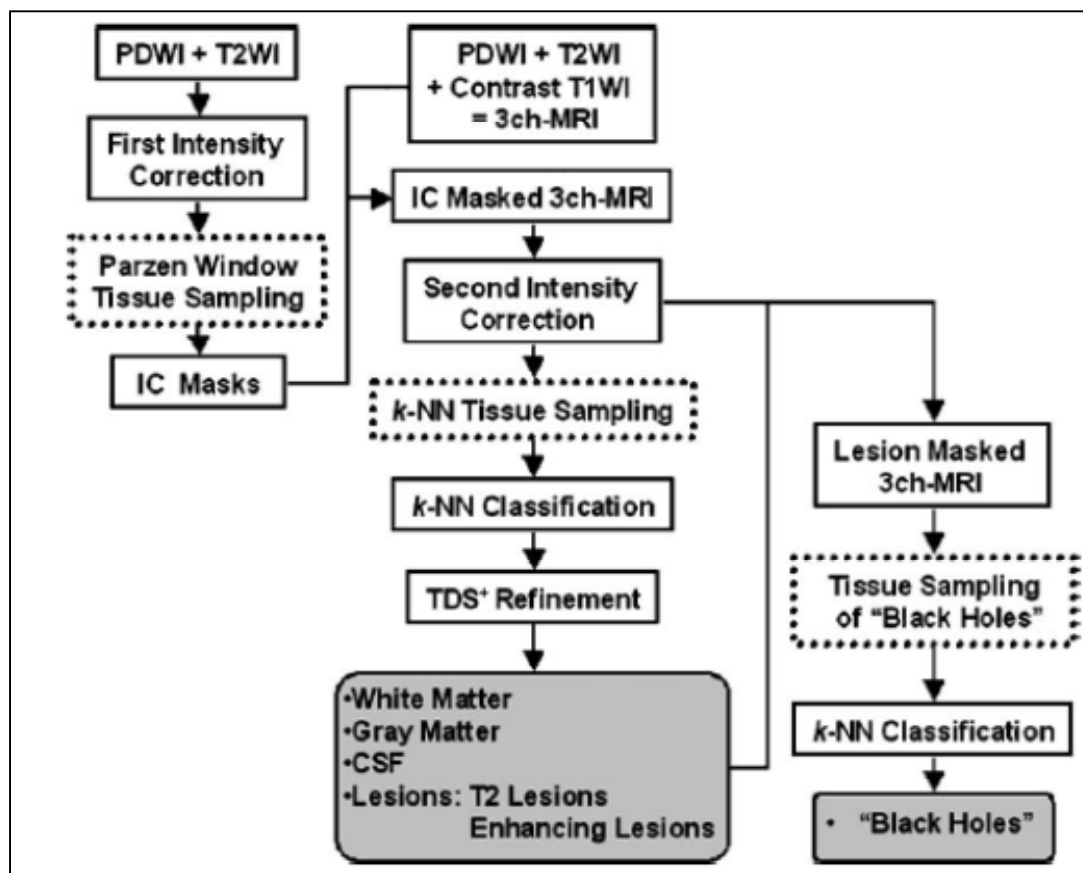 PDWI + T2WI
First Intensity
Correction
Parzen Window
Tissue Sampling
IC Masks
PDWI + T2WI
+ Contrast T1WI
= 3ch-MRI
IC Masked 3ch-MRI
Second Intensity
Correction
k-NN Tissue Sampling
k-NN Classification
TDS⁺ Refinement
•White Matter
•Gray Matter
•CSF
•Lesions: T2 Lesions
Enhancing Lesions
Lesion Masked
3ch-MRI
Tissue Sampling
of “Black Holes”
k-NN Classification
• “Black Holes”